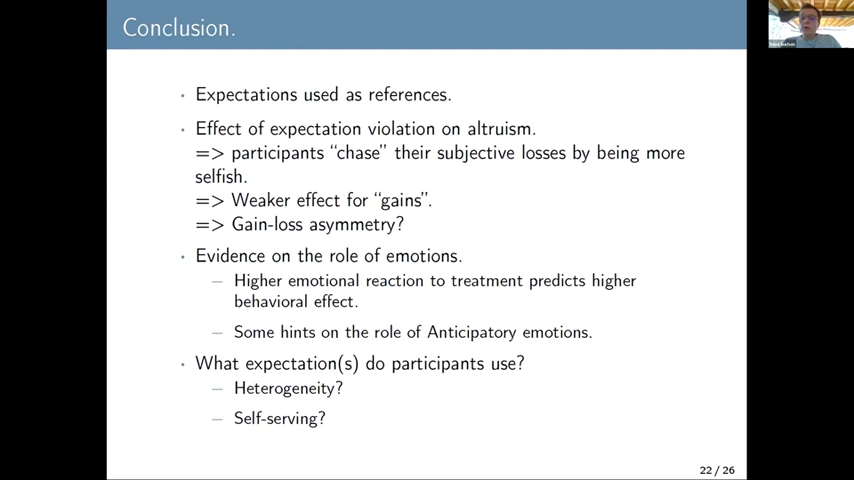 Conclusion.
· Expectations used as references.
· Effect of expectation violation on altruism.
=> participants “chase” their subjective losses by being more
selfish.
=> Weaker effect for “gains”.
=> Gain-loss asymmetry?
· Evidence on the role of emotions.
– Higher emotional reaction to treatment predicts higher
behavioral effect.
– Some hints on the role of Anticipatory emotions.
· What expectation(s) do participants use?
– Heterogeneity?
– Self-serving?
22 / 26